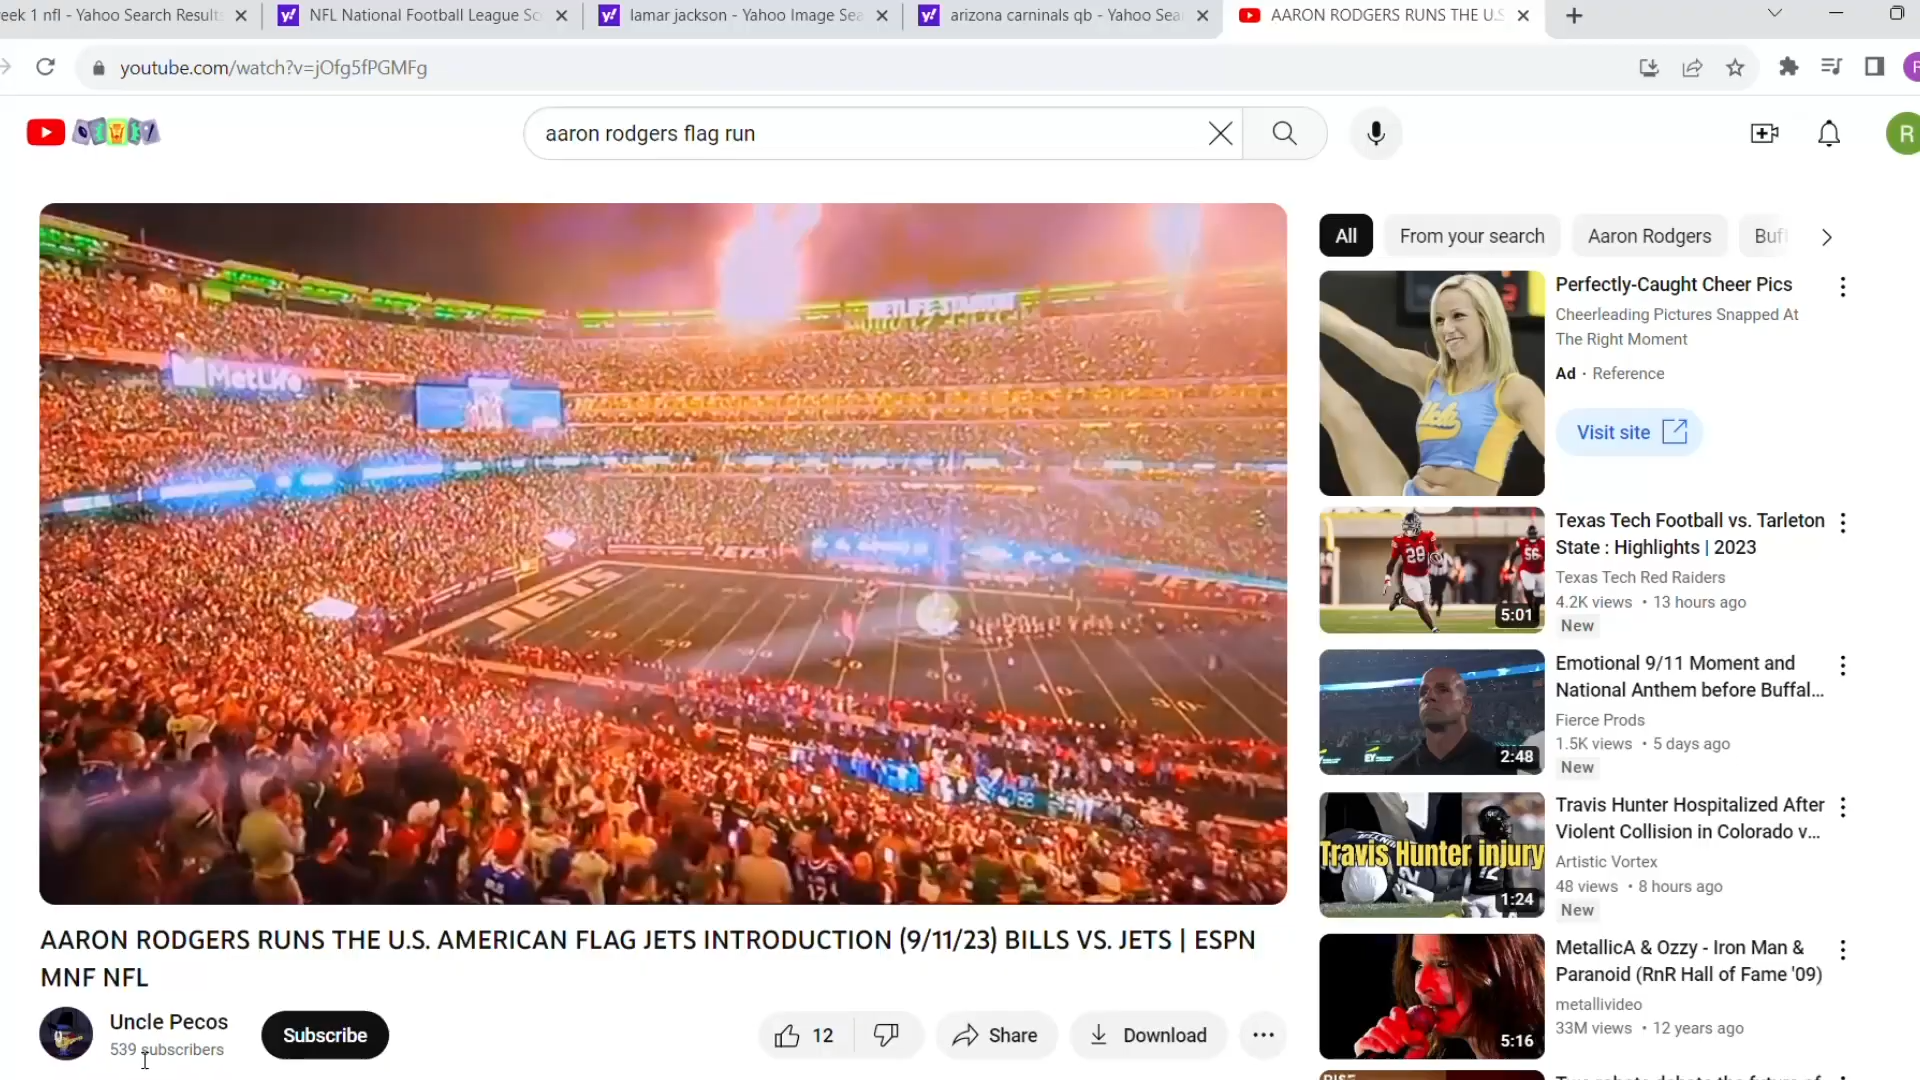 eek 1 nfl - Yahoo Search Result
NFL National Football League Sc
lamar jackson - Yahoo Image Sea
arizona carninals qb - Yahoo Sea
AARON RODGERS RUNS THE U.S
youtube.com/watch?v=jOfg5fPGMFg
aaron rodgers flag run
R
All
From your search
Aaron Rodgers
Buf
METLIFE STADIUM
MetLife
JETS
JETS
Perfectly-Caught Cheer Pics
Cheerleading Pictures Snapped At
The Right Moment
Ad · Reference
Visit site
Texas Tech Football vs. Tarleton
State : Highlights | 2023
Texas Tech Red Raiders
4.2K views • 13 hours ago
New
28
56
5:01
Emotional 9/11 Moment and
National Anthem before Buffal...
Fierce Prods
1.5K views • 5 days ago
New
EY
2:48
Travis Hunter Hospitalized After
Violent Collision in Colorado v...
Artistic Vortex
48 views • 8 hours ago
New
Travis Hunter injury
12
1:24
MetallicA & Ozzy - Iron Man &
Paranoid (RnR Hall of Fame '09)
metallivideo
33M views • 12 years ago
5:16
AARON RODGERS RUNS THE U.S. AMERICAN FLAG JETS INTRODUCTION (9/11/23) BILLS VS. JETS | ESPN
MNF NFL
Uncle Pecos
539 subscribers
Subscribe
12
Share
Download